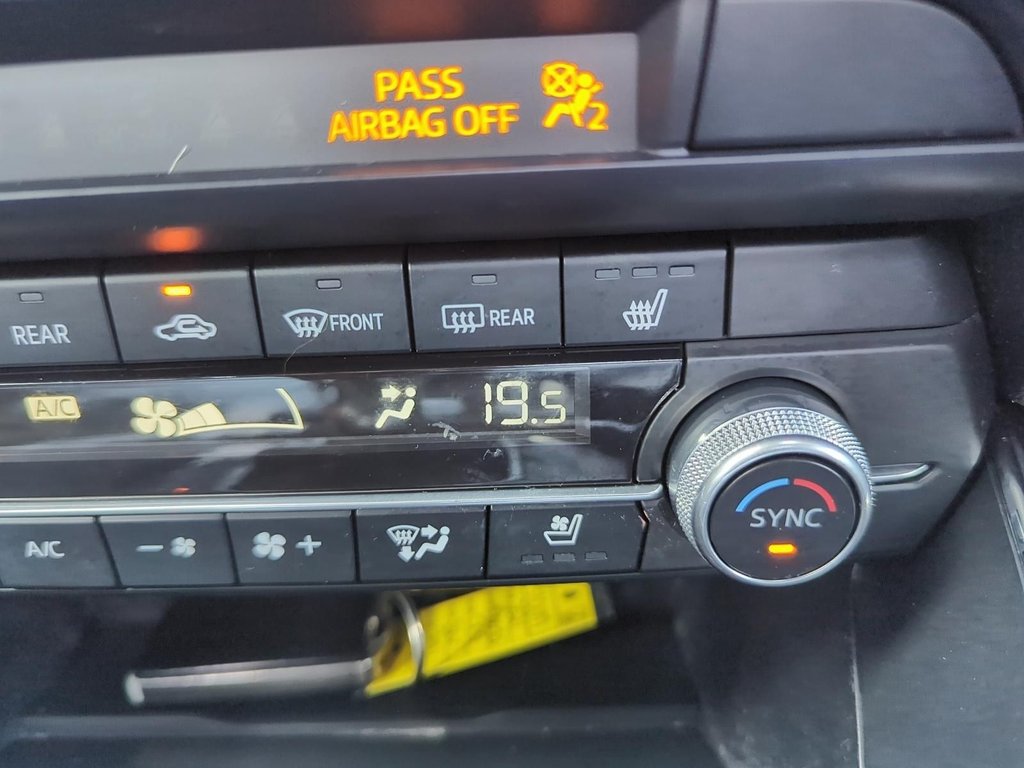 PASS
AIRBAG OFF
2
REAR
FRONT
REAR
A/C
19.5
A/C
SYNC